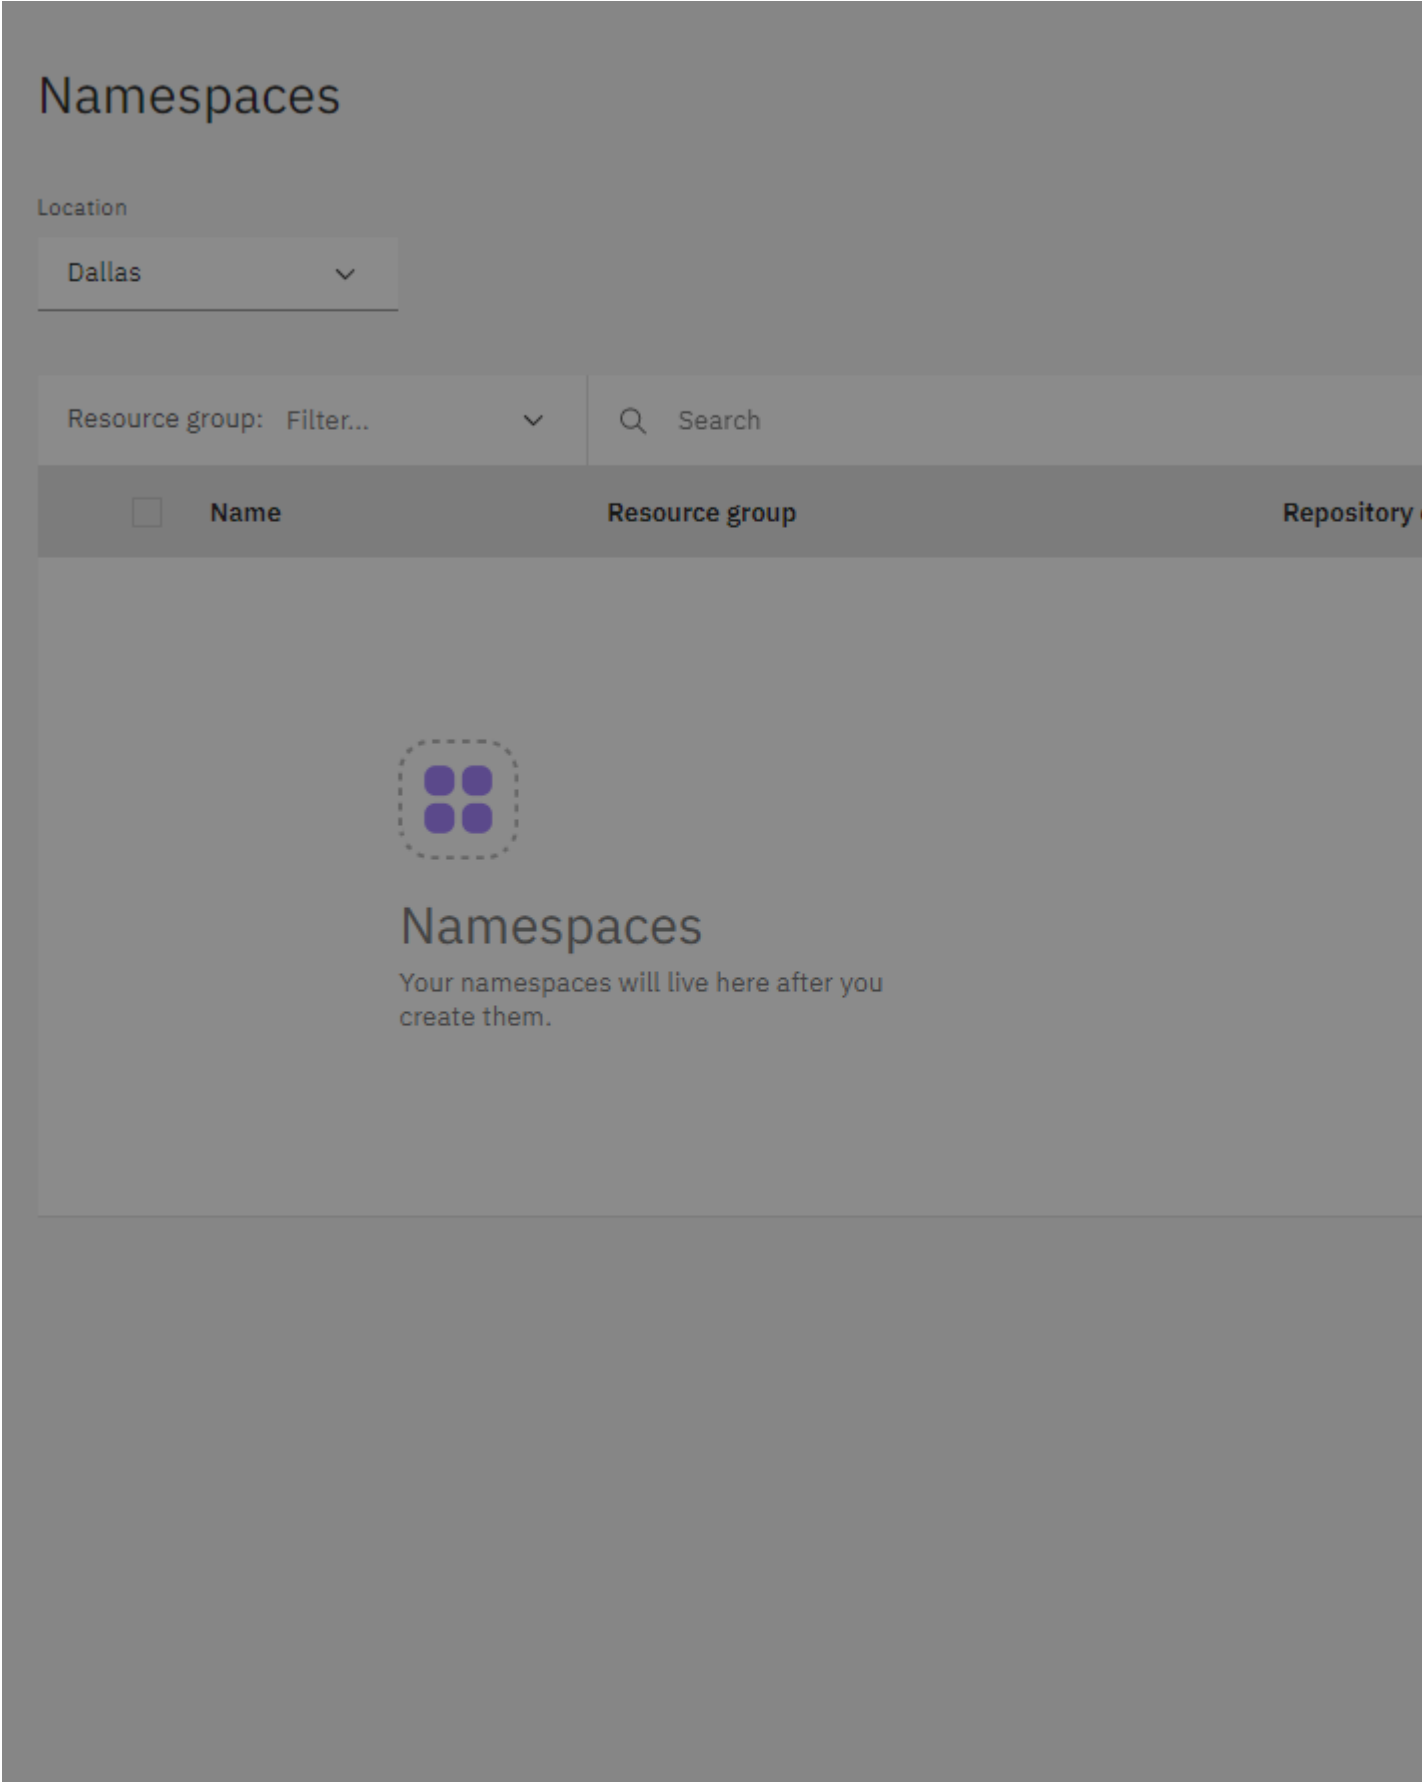 Namespaces
Location
Dallas
Resource group: Filter...
Search
Name
Resource group
Repository
Namespaces
Your namespaces will live here after you
create them.